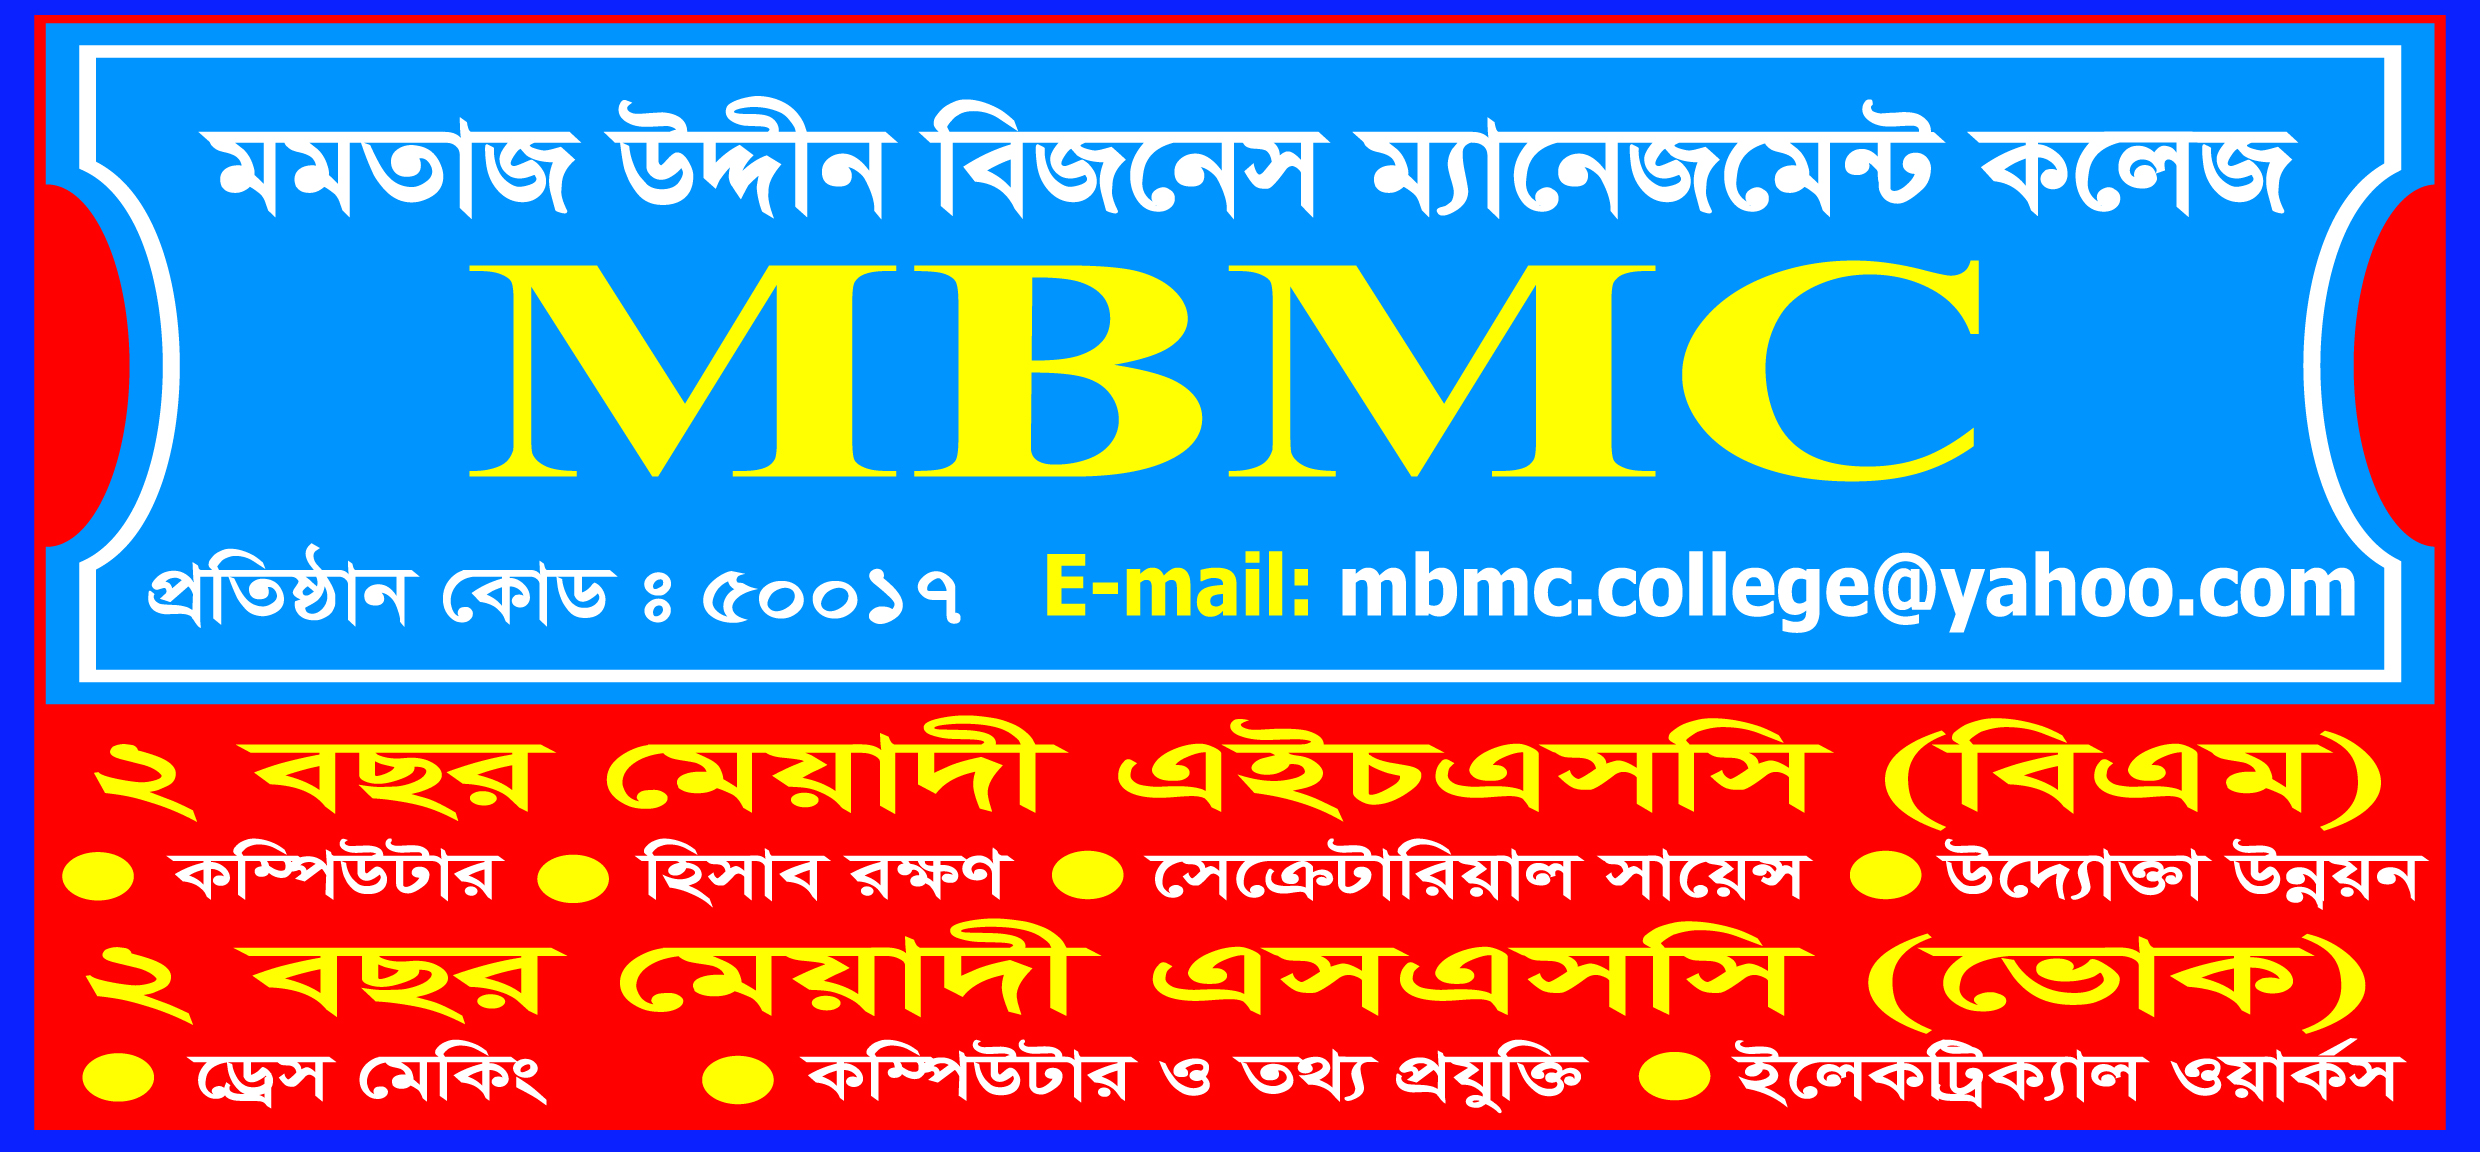 মমতাজ উদ্দীন বিজনেস ম্যানেজমেন্ট কলেজ
MBMC
প্রতিষ্ঠান কোড ঃ ৫০০১৭ E-mail: mbmc.college@yahoo.com
২ বছর মেয়াদী এইচএসসি (বিএম)
কম্পিউটার হিসাব রক্ষণ সেক্রেটারিয়াল সায়েন্স উদ্যোক্তা উন্নয়ন
২ বছর মেয়াদী এসএসসি (ভোক)
ড্রেস মেকিং কম্পিউটার ও তথ্য প্রযুক্তি ইলেকট্রিক্যাল ওয়ার্কস